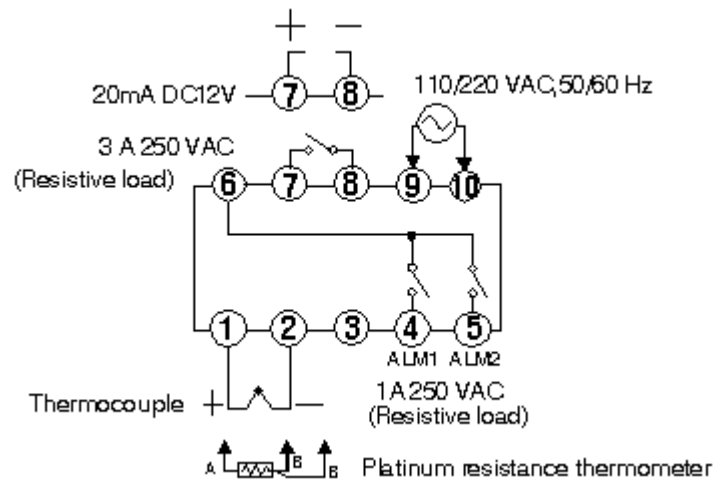 + −
20mA DC12V 7 8
110/220 VAC,50/60 Hz
3 A 250 VAC
(Resistive load)
6 7 8 9 10
1 2 3 4 5
ALM1 ALM2
1A 250 VAC
(Resistive load)
Thermocouple + −
A B B Platinum resistance thermometer